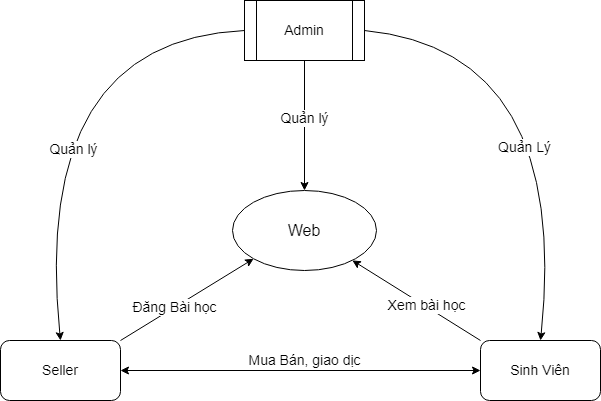 Admin
Quản lý
Quản lý
Quản Lý
Web
Đăng Bài học
Xem bài học
Mua Bán, giao dịc
Seller
Sinh Viên